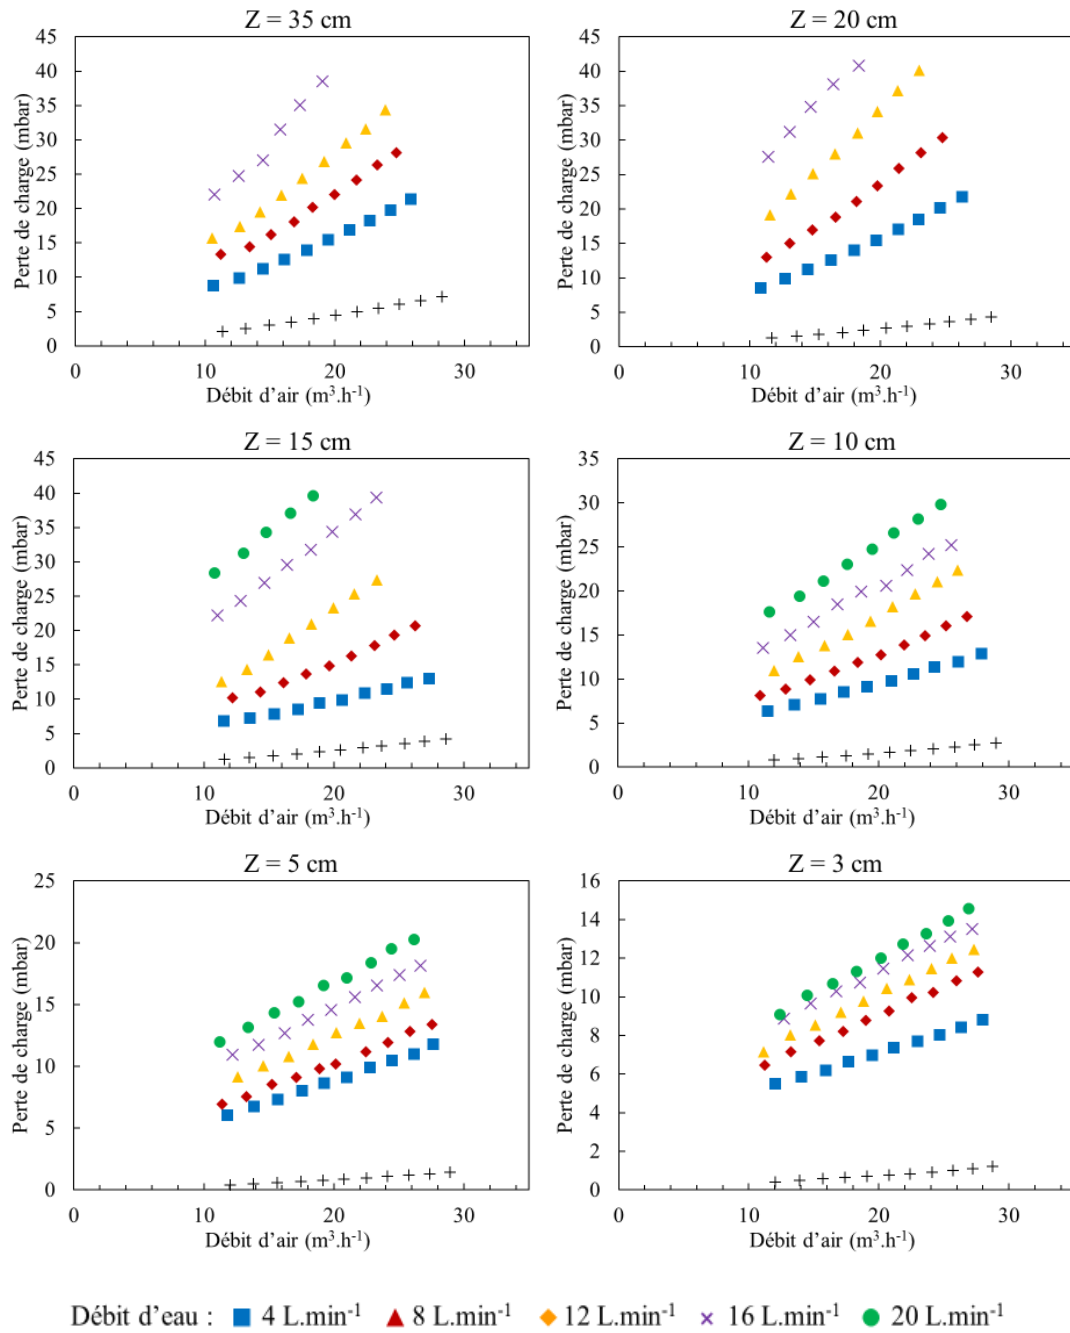 Z = 35 cm
Perte de charge (mbar)
45
40
35
30
25
20
15
10
5
0
0 10 20 30
Débit d’air (m³.h⁻¹)
Z = 20 cm
Perte de charge (mbar)
45
40
35
30
25
20
15
10
5
0
0 10 20 30
Débit d’air (m³.h⁻¹)
Z = 15 cm
Perte de charge (mbar)
45
40
35
30
25
20
15
10
5
0
0 10 20 30
Débit d’air (m³.h⁻¹)
Z = 10 cm
Perte de charge (mbar)
35
30
25
20
15
10
5
0
0 10 20 30
Débit d’air (m³.h⁻¹)
Z = 5 cm
Perte de charge (mbar)
25
20
15
10
5
0
0 10 20 30
Débit d’air (m³.h⁻¹)
Z = 3 cm
Perte de charge (mbar)
16
14
12
10
8
6
4
2
0
0 10 20 30
Débit d’air (m³.h⁻¹)
Débit d’eau : 4 L.min⁻¹ 8 L.min⁻¹ 12 L.min⁻¹ 16 L.min⁻¹ 20 L.min⁻¹